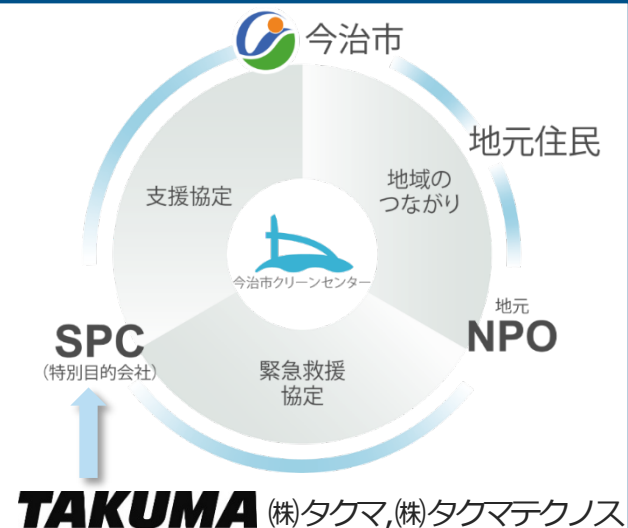 今治市
地元住民
支援協定
地域の
つながり
今治市クリーンセンター
SPC
(特別目的会社)
地元
NPO
緊急救援
協定
TAKUMA ㈱タクマ,㈱タクマテクノス